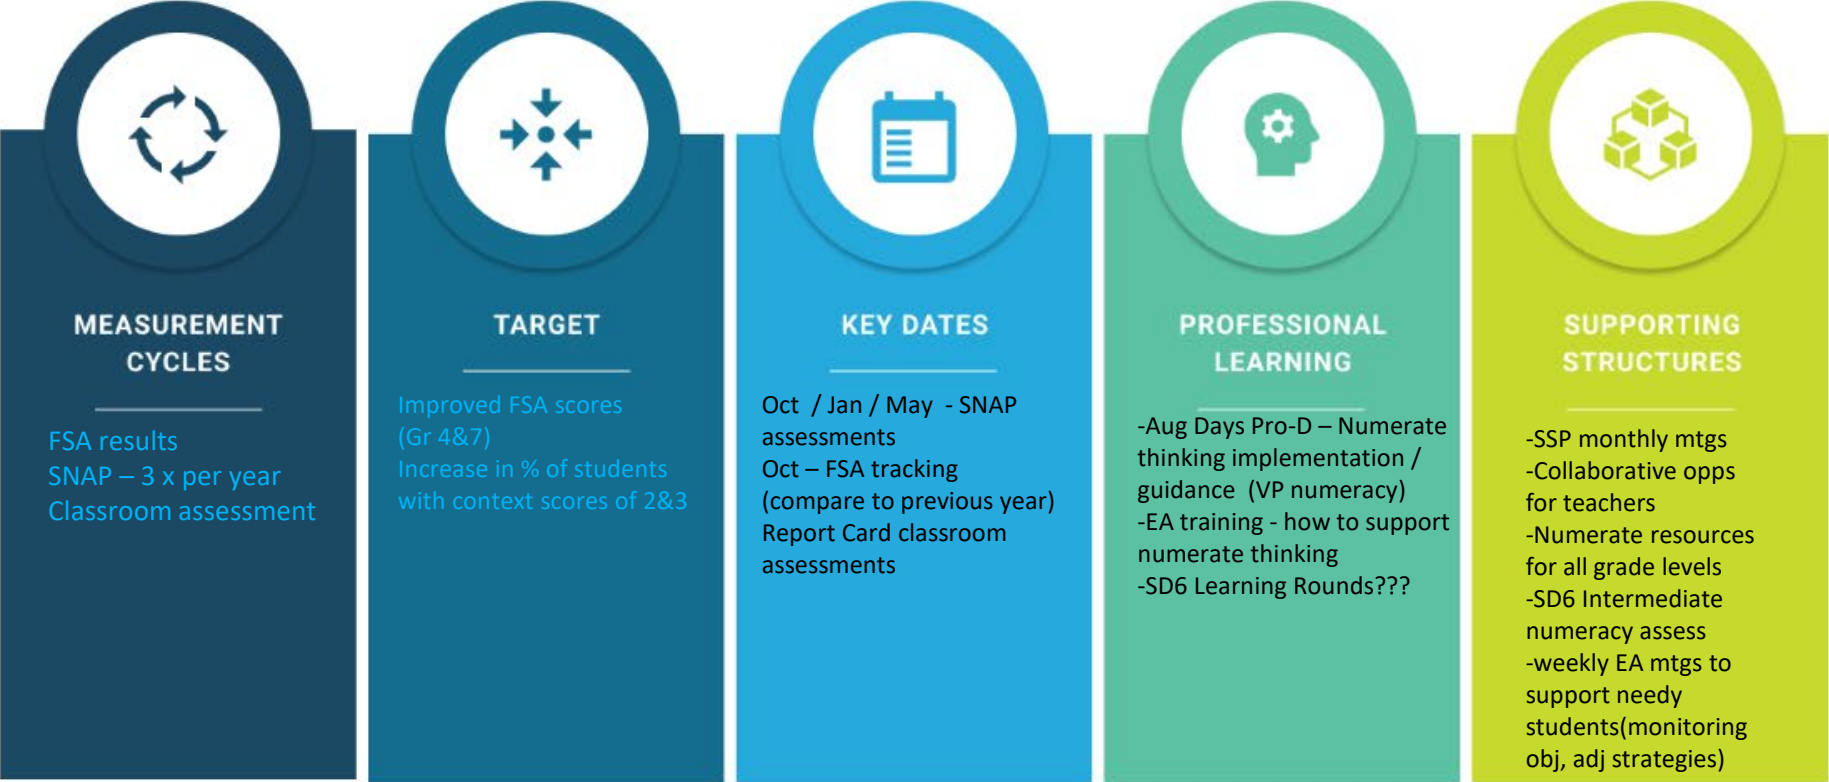 MEASUREMENT
CYCLES
FSA results
SNAP – 3 x per year
Classroom assessment
TARGET
Improved FSA scores
(Gr 4&7)
Increase in % of students
with context scores of 2&3
KEY DATES
Oct / Jan / May - SNAP
assessments
Oct – FSA tracking
(compare to previous year)
Report Card classroom
assessments
PROFESSIONAL
LEARNING
-Aug Days Pro-D – Numerate
thinking implementation /
guidance (VP numeracy)
-EA training - how to support
numerate thinking
-SD6 Learning Rounds???
SUPPORTING
STRUCTURES
-SSP monthly mtgs
-Collaborative opps
for teachers
-Numerate resources
for all grade levels
-SD6 Intermediate
numeracy assess
-weekly EA mtgs to
support needy
students(monitoring
obj, adj strategies)